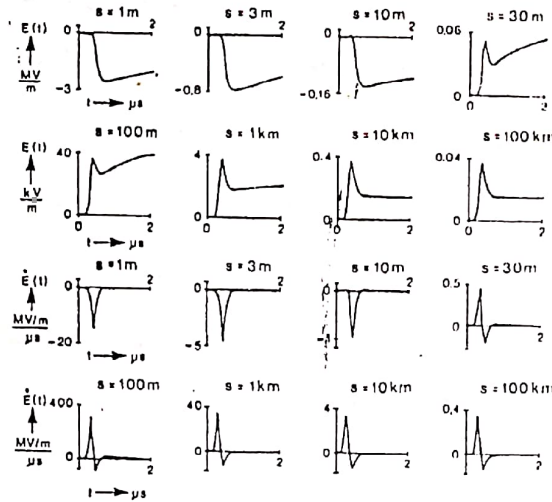 s = 1m s = 3m s = 10m s = 30m
E(t) 0 2 0 2 0 2 0.06
MV/m
-3 -0.8 -0.16 0
t → μs 0 2
s = 100m s = 1km s = 10km s = 100km
E(t) 40 4 0.4 0.04
kV/m
0 0 0 0
0 2 0 2 0 2 0 2
t → μs
s = 1m s = 3m s = 10m s = 30m
Ė(t) 0 2 0 2 0 2 0.5
MV/m/μs 0
-20 -5 2
t → μs
s = 100m s = 1km s = 10km s = 100km
Ė(t) 400 40 4 0.4
MV/m/μs
0 0 0 0
2 2 2 2
t → μs